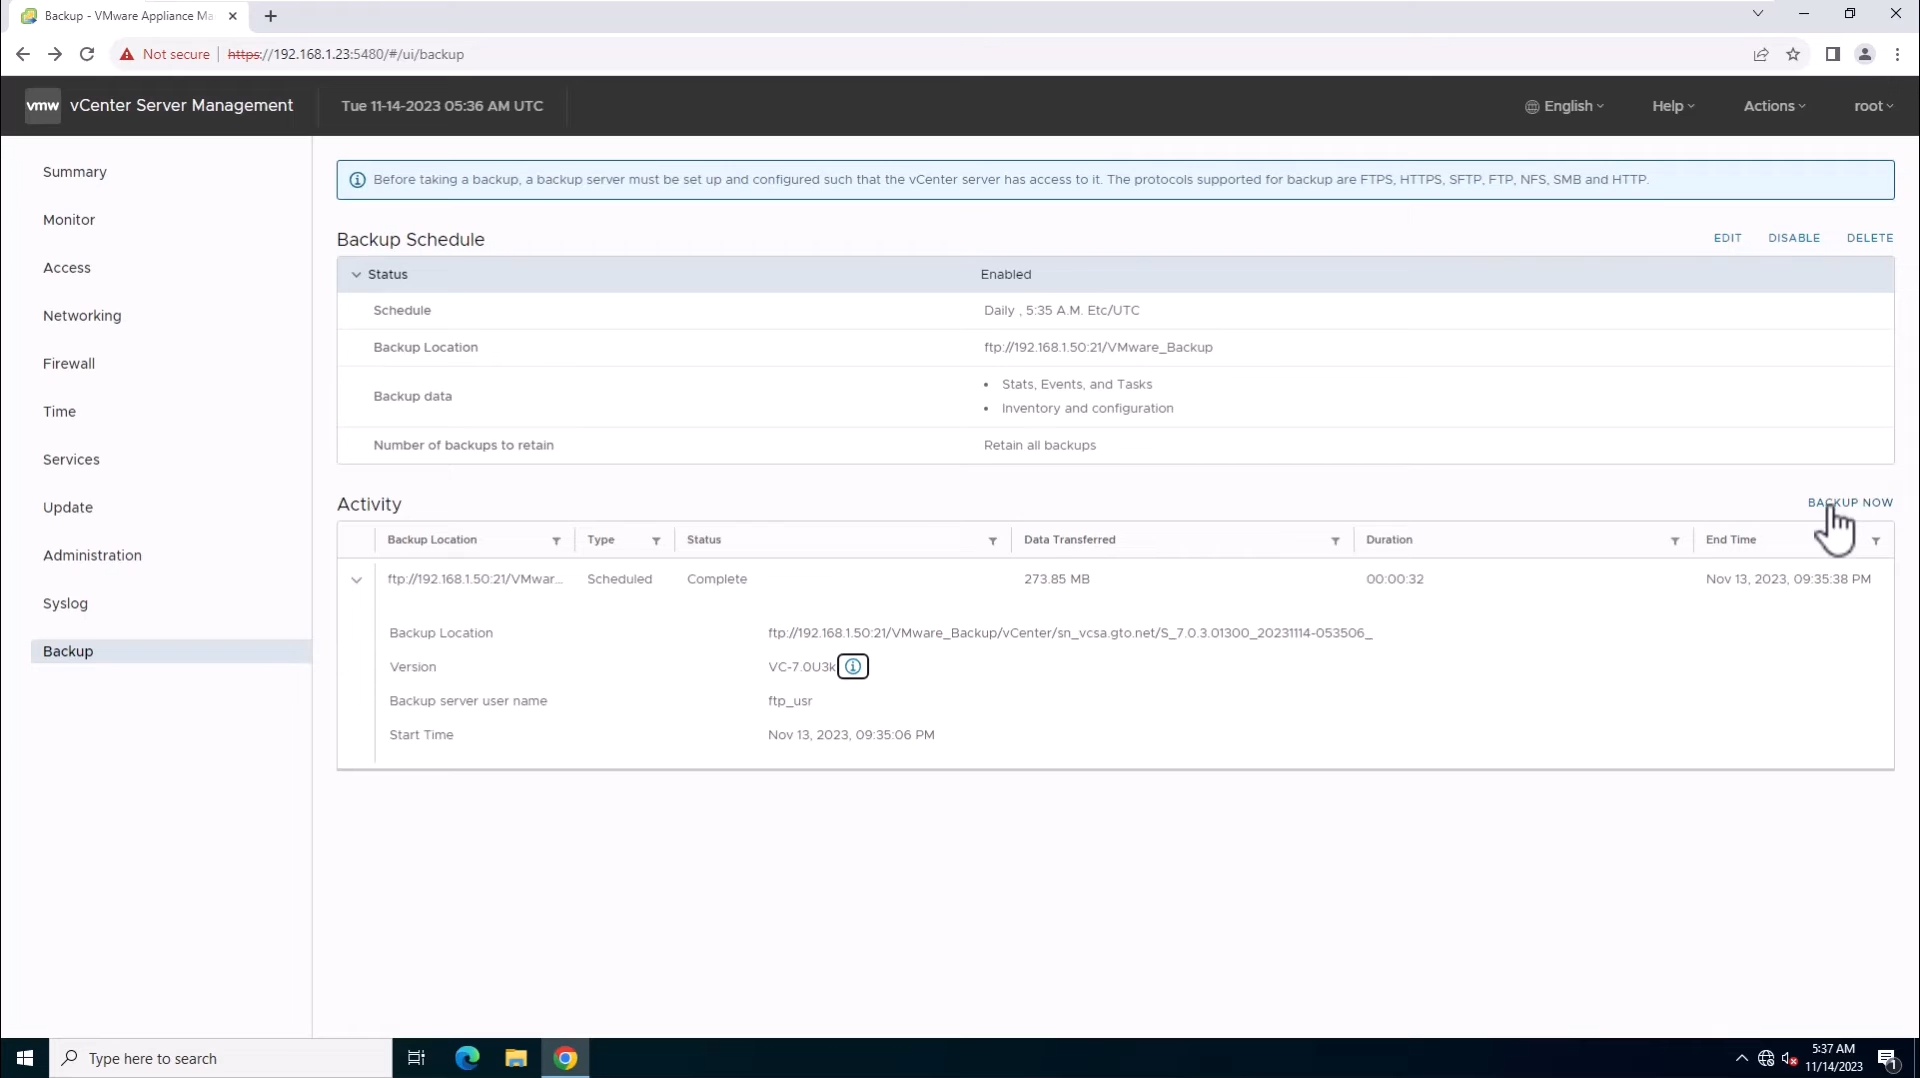 Backup - VMware Appliance Ma
Not secure
https://192.168.1.23:5480/#/ui/backup
vmw vCenter Server Management
Tue 11-14-2023 05:36 AM UTC
English
Help
Actions
root
Summary
Monitor
Access
Networking
Firewall
Time
Services
Update
Administration
Syslog
Backup
Before taking a backup, a backup server must be set up and configured such that the vCenter server has access to it. The protocols supported for backup are FTPS, HTTPS, SFTP, FTP, NFS, SMB and HTTP.
Backup Schedule
EDIT
DISABLE
DELETE
Status Enabled
Schedule Daily , 5:35 A.M. Etc/UTC
Backup Location ftp://192.168.1.50:21/VMware_Backup
Backup data
• Stats, Events, and Tasks
• Inventory and configuration
Number of backups to retain Retain all backups
Activity
BACKUP NOW
Backup Location Type Status Data Transferred Duration End Time
ftp://192.168.1.50:21/VMwar... Scheduled Complete 273.85 MB 00:00:32 Nov 13, 2023, 09:35:38 PM
Backup Location ftp://192.168.1.50:21/VMware_Backup/vCenter/sn_vcsa.gto.net/S_7.0.3.01300_20231114-053506_
Version VC-7.0U3k
Backup server user name ftp_usr
Start Time Nov 13, 2023, 09:35:06 PM
Type here to search
5:37 AM
11/14/2023
1